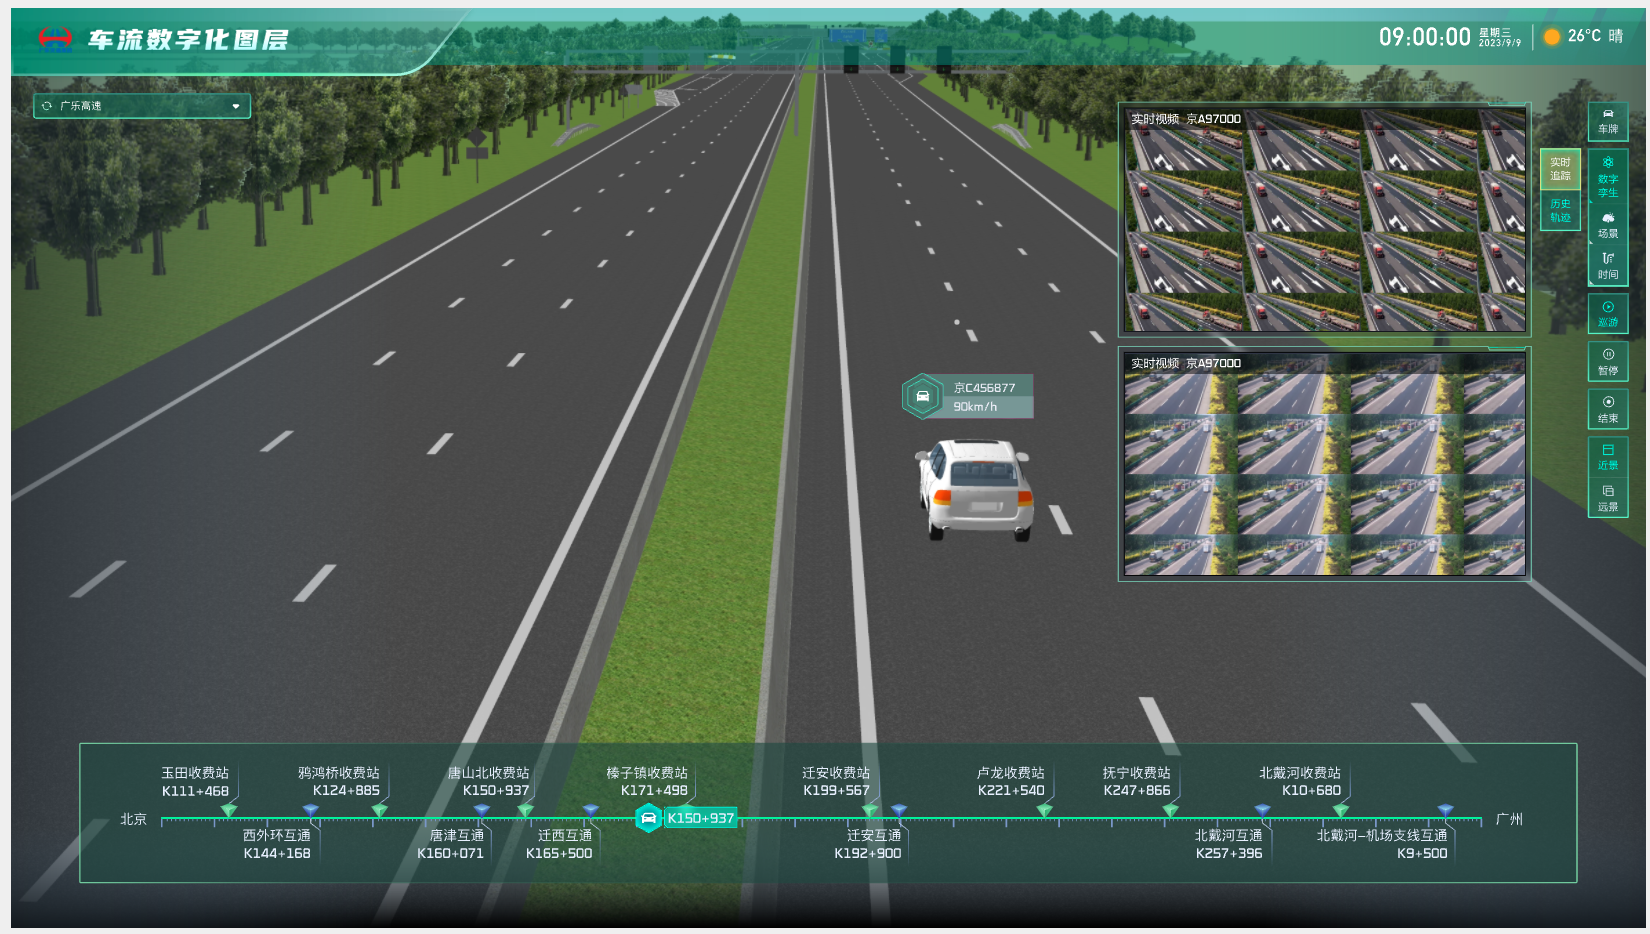 车流数字化图层
09:00:00
星期三
2023/9/9
26°C 晴
广乐高速
实时视频 京A97000
车牌
实时
追踪
历史
轨迹
数字
孪生
场景
时间
巡游
暂停
结束
近景
远景
实时视频 京A97000
京C456877
90km/h
玉田收费站
K111+468
鸦鸿桥收费站
K124+885
唐山北收费站
K150+937
榛子镇收费站
K171+498
迁安收费站
K199+567
卢龙收费站
K221+540
抚宁收费站
K247+866
北戴河收费站
K10+680
北京
K150+937
广州
西外环互通
K144+168
唐津互通
K160+071
迁西互通
K165+500
迁安互通
K192+900
北戴河互通
K257+396
北戴河-机场支线互通
K9+500